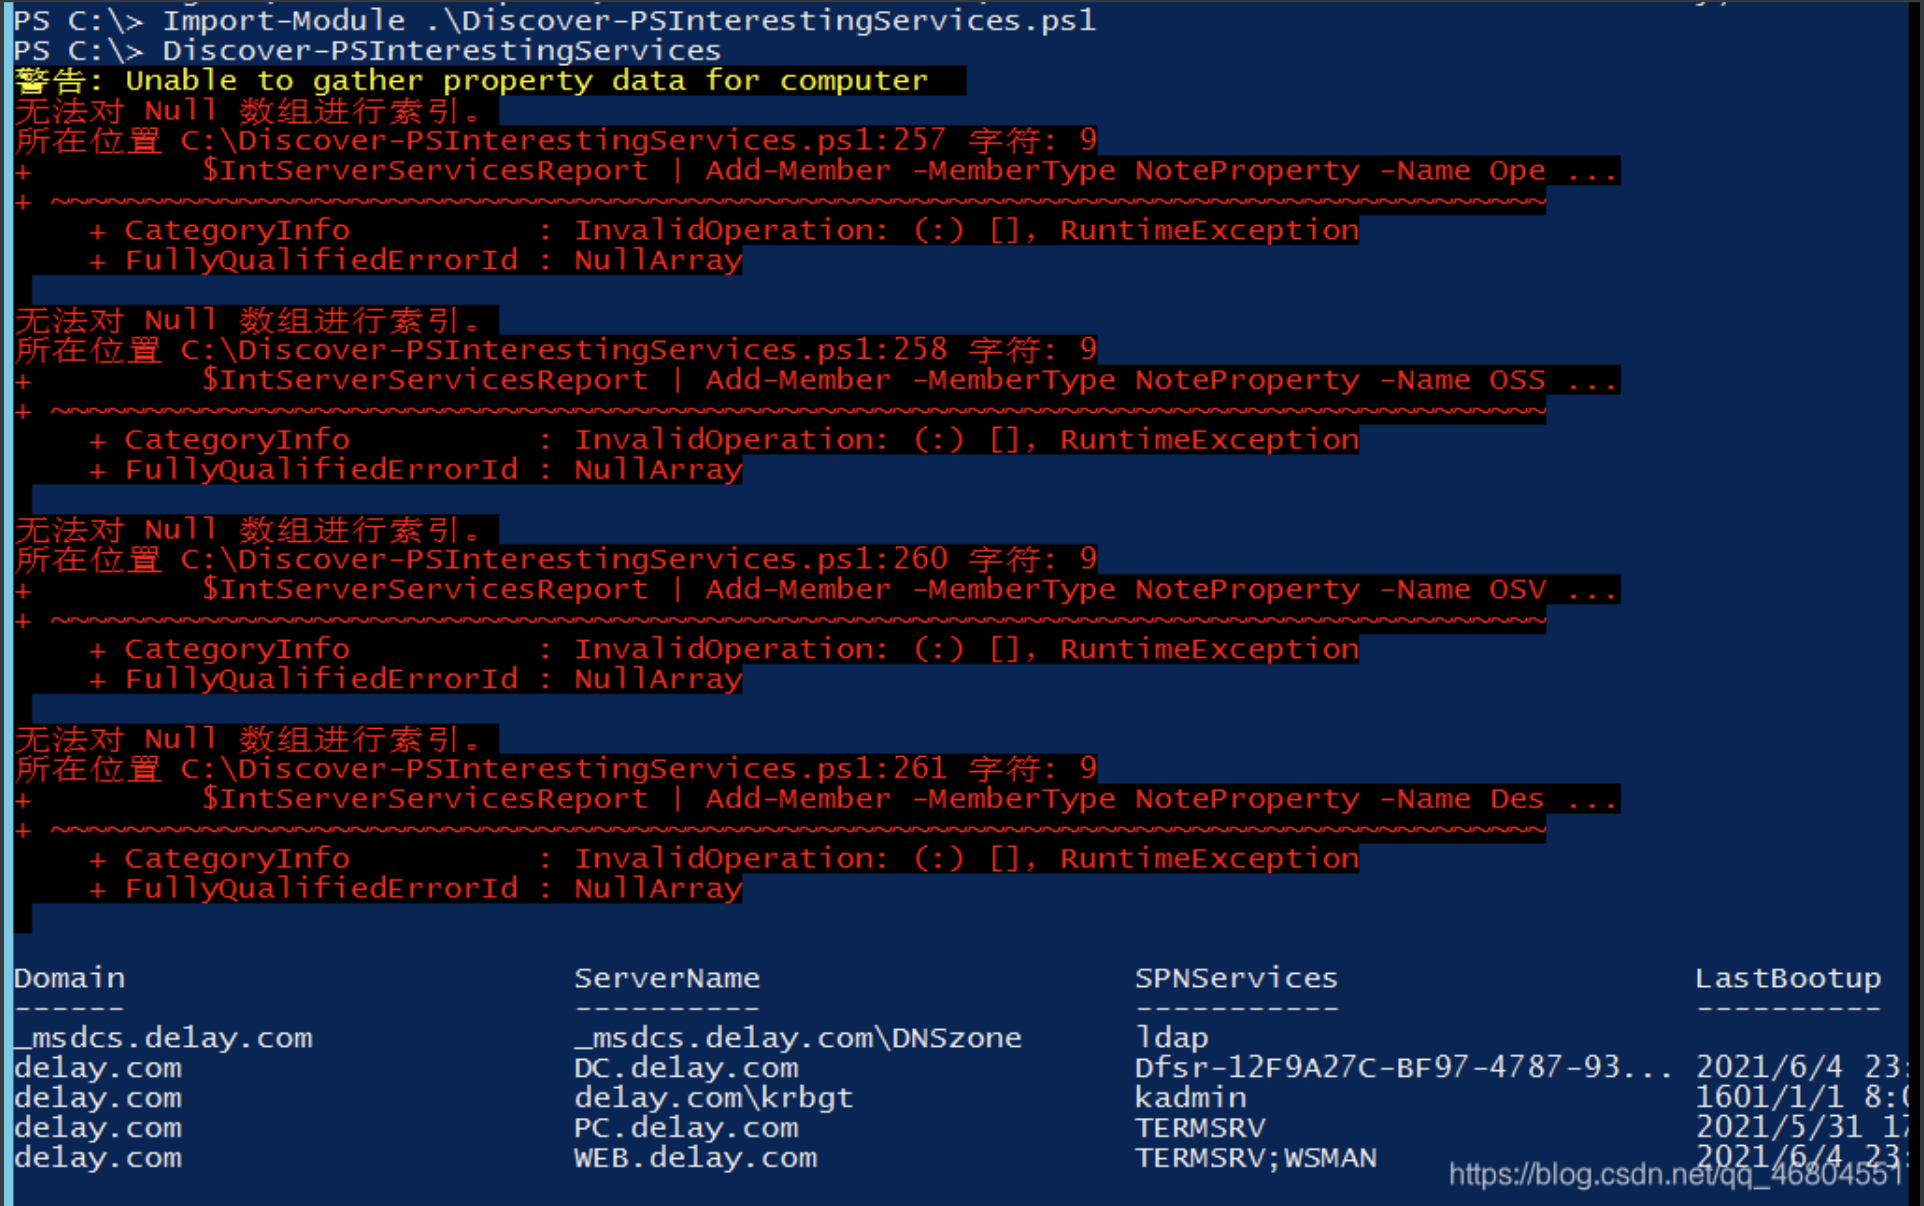 PS C:\> Import-Module .\Discover-PSInterestingServices.ps1
PS C:\> Discover-PSInterestingServices
警告: Unable to gather property data for computer
无法对 Null 数组进行索引。
所在位置 C:\Discover-PSInterestingServices.ps1:257 字符: 9
+         $IntServerServicesReport | Add-Member -MemberType NoteProperty -Name Ope ...
+ ~~~~~~~~~~~~~~~~~~~~~~~~~~~~~~~~~~~~~~~~~~~~~~~~~~~~~~~~~~~~~~~~~~~~~~~~~~~~~~~~
    + CategoryInfo          : InvalidOperation: (:) [], RuntimeException
    + FullyQualifiedErrorId : NullArray
无法对 Null 数组进行索引。
所在位置 C:\Discover-PSInterestingServices.ps1:258 字符: 9
+         $IntServerServicesReport | Add-Member -MemberType NoteProperty -Name OSS ...
+ ~~~~~~~~~~~~~~~~~~~~~~~~~~~~~~~~~~~~~~~~~~~~~~~~~~~~~~~~~~~~~~~~~~~~~~~~~~~~~~~~
    + CategoryInfo          : InvalidOperation: (:) [], RuntimeException
    + FullyQualifiedErrorId : NullArray
无法对 Null 数组进行索引。
所在位置 C:\Discover-PSInterestingServices.ps1:260 字符: 9
+         $IntServerServicesReport | Add-Member -MemberType NoteProperty -Name OSV ...
+ ~~~~~~~~~~~~~~~~~~~~~~~~~~~~~~~~~~~~~~~~~~~~~~~~~~~~~~~~~~~~~~~~~~~~~~~~~~~~~~~~
    + CategoryInfo          : InvalidOperation: (:) [], RuntimeException
    + FullyQualifiedErrorId : NullArray
无法对 Null 数组进行索引。
所在位置 C:\Discover-PSInterestingServices.ps1:261 字符: 9
+         $IntServerServicesReport | Add-Member -MemberType NoteProperty -Name Des ...
+ ~~~~~~~~~~~~~~~~~~~~~~~~~~~~~~~~~~~~~~~~~~~~~~~~~~~~~~~~~~~~~~~~~~~~~~~~~~~~~~~~
    + CategoryInfo          : InvalidOperation: (:) [], RuntimeException
    + FullyQualifiedErrorId : NullArray
Domain                        ServerName                    SPNServices                   LastBootup
------                        ----------                    -----------                   ----------
_msdcs.delay.com              _msdcs.delay.com\DNSzone      ldap
delay.com                     DC.delay.com                  Dfsr-12F9A27C-BF97-4787-93... 2021/6/4 23:
delay.com                     delay.com\krbgt               kadmin                        1601/1/1 8:0
delay.com                     PC.delay.com                  TERMSRV                       2021/5/31 17
delay.com                     WEB.delay.com                 TERMSRV;WSMAN                 2021/6/4 23:
https://blog.csdn.net/qq_46804551